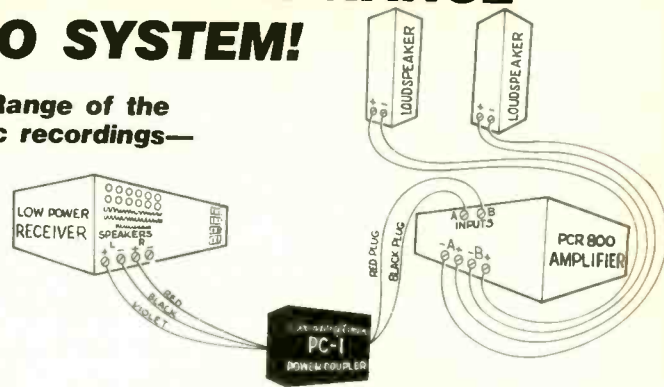 O SYSTEM!
Range of the
c recordings—
LOUDSPEAKER
+ -
LOUDSPEAKER
+ -
LOW POWER
RECEIVER
SPEAKERS
L R
+ - + -
RED
BLACK
VIOLET
PC-1
POWER COUPLER
RED PLUG
BLACK PLUG
A B
INPUTS
-A+ -B+
PCR 800
AMPLIFIER